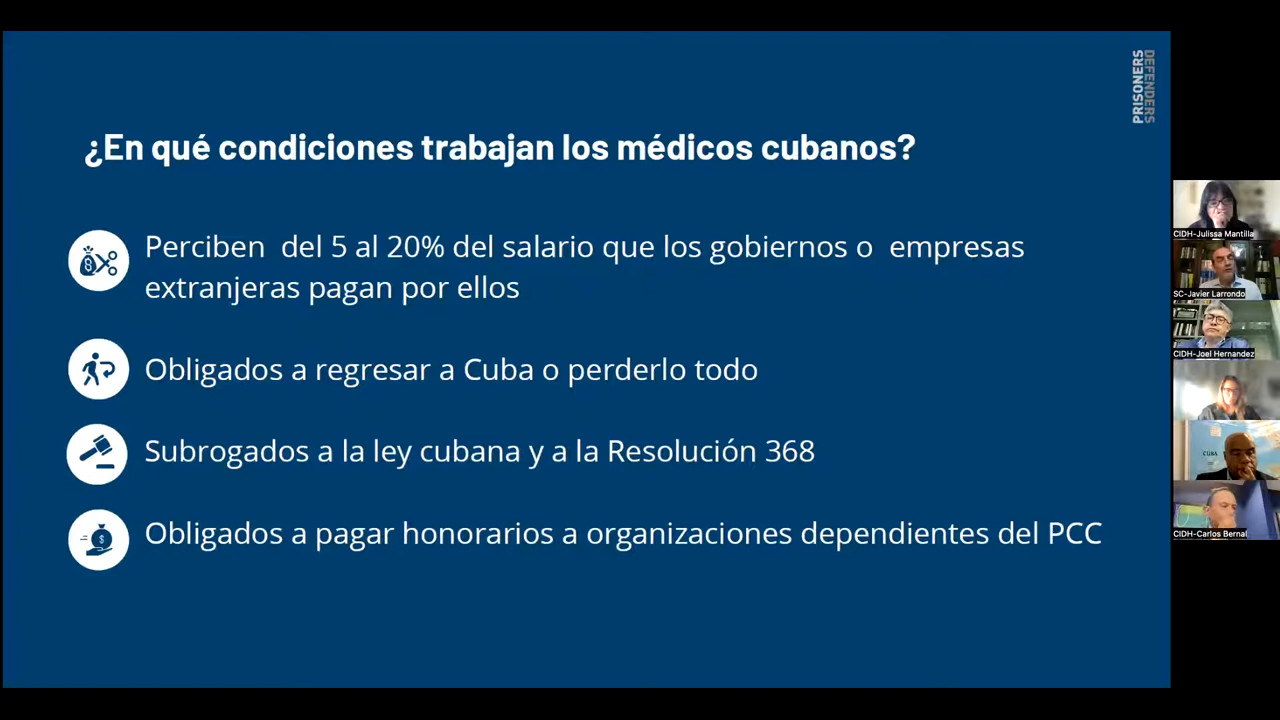 PRISONERS
DEFENDERS
¿En qué condiciones trabajan los médicos cubanos?
Perciben  del 5 al 20% del salario que los gobiernos o  empresas
extranjeras pagan por ellos
Obligados a regresar a Cuba o perderlo todo
Subrogados a la ley cubana y a la Resolución 368
Obligados a pagar honorarios a organizaciones dependientes del PCC
CIDH-Julissa Mantilla
SC-Javier Larrondo
CIDH-Joel Hernandez
CUBA
CIDH-Carlos Bernal